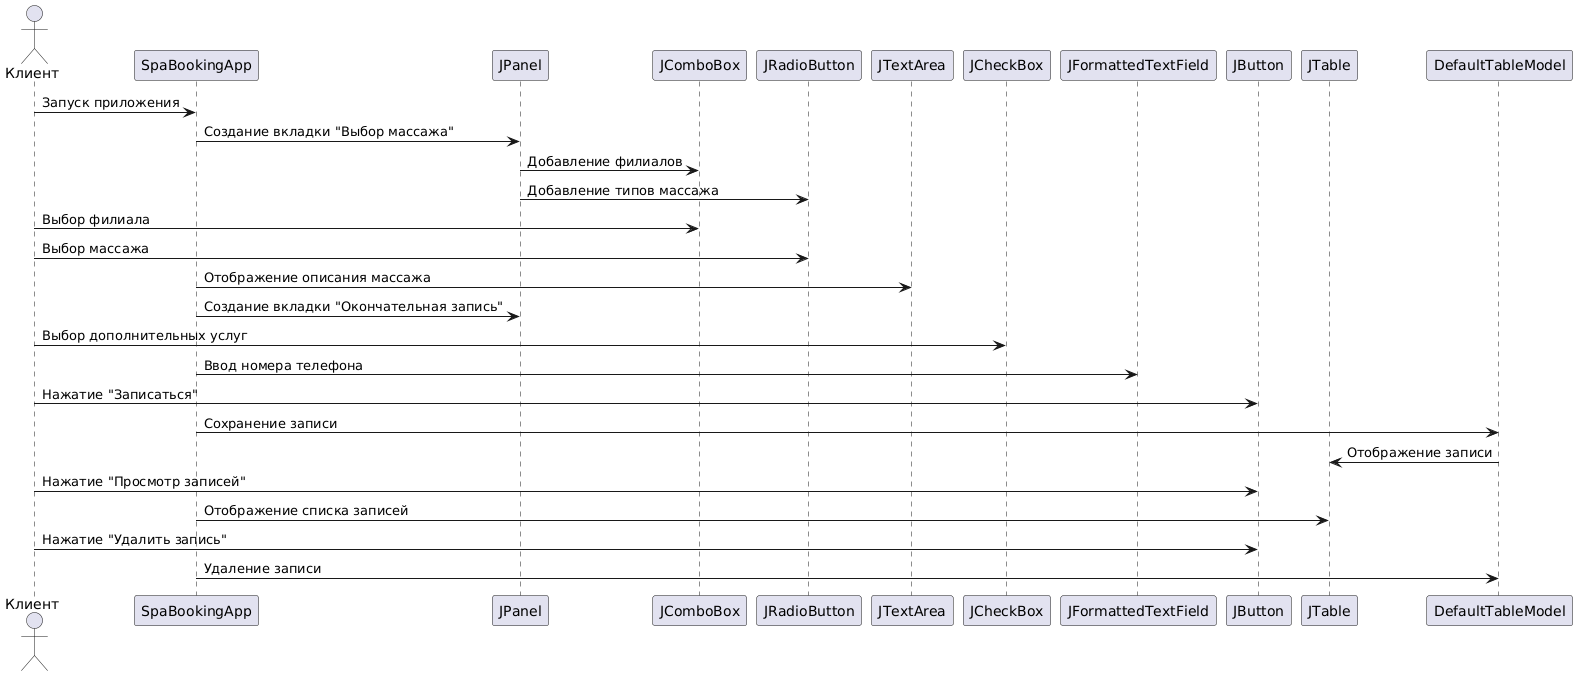 Клиент
SpaBookingApp JPanel JComboBox JRadioButton JTextArea JCheckBox JFormattedTextField JButton JTable DefaultTableModel
Запуск приложения
Создание вкладки "Выбор массажа"
Добавление филиалов
Добавление типов массажа
Выбор филиала
Выбор массажа
Отображение описания массажа
Создание вкладки "Окончательная запись"
Выбор дополнительных услуг
Ввод номера телефона
Нажатие "Записаться"
Сохранение записи
Отображение записи
Нажатие "Просмотр записей"
Отображение списка записей
Нажатие "Удалить запись"
Удаление записи
Клиент
SpaBookingApp JPanel JComboBox JRadioButton JTextArea JCheckBox JFormattedTextField JButton JTable DefaultTableModel